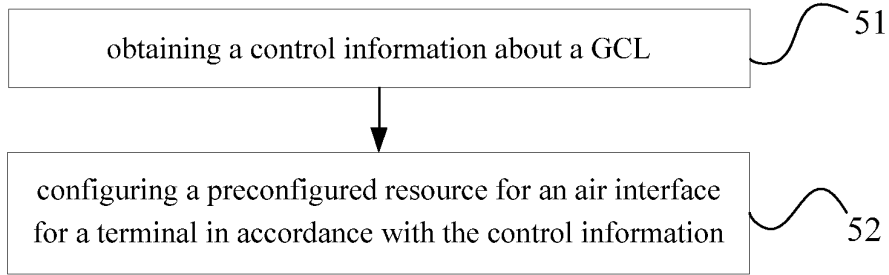 obtaining a control information about a GCL
51
configuring a preconfigured resource for an air interface
for a terminal in accordance with the control information
52